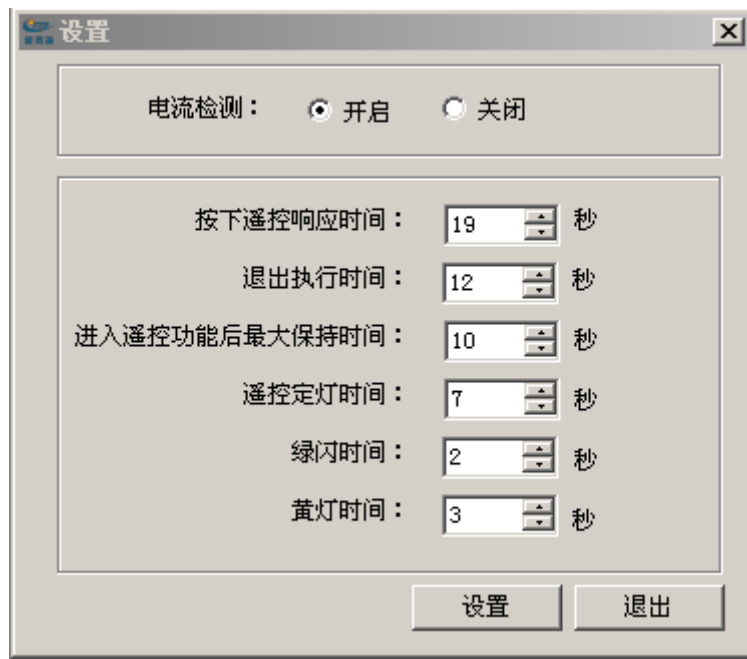 设置
电流检测： 开启 关闭
按下遥控响应时间： 19 秒
退出执行时间： 12 秒
进入遥控功能后最大保持时间： 10 秒
遥控定灯时间： 7 秒
绿闪时间： 2 秒
黄灯时间： 3 秒
设置 退出